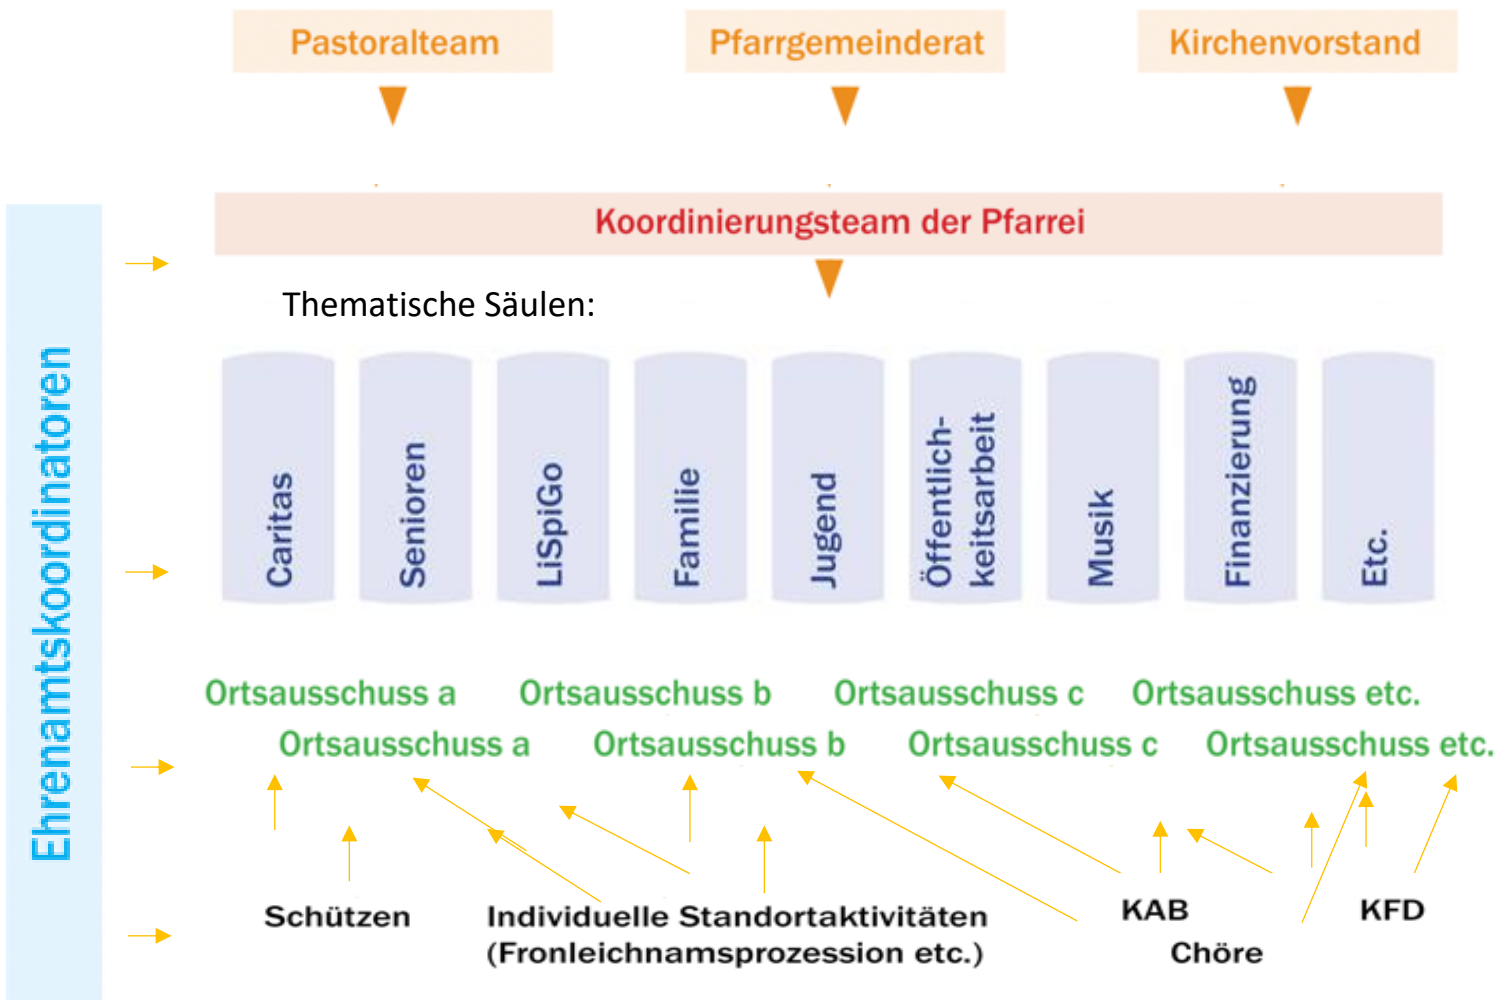 Pastoralteam
Pfarrgemeinderat
Kirchenvorstand
Koordinierungsteam der Pfarrei
Ehrenamtskoordinatoren
Thematische Säulen:
Caritas
Senioren
LiSpiGo
Familie
Jugend
Öffentlich-
keitsarbeit
Musik
Finanzierung
Etc.
Ortsausschuss a
Ortsausschuss b
Ortsausschuss c
Ortsausschuss etc.
Ortsausschuss a
Ortsausschuss b
Ortsausschuss c
Ortsausschuss etc.
Schützen
Individuelle Standortaktivitäten
(Fronleichnamsprozession etc.)
KAB
Chöre
KFD